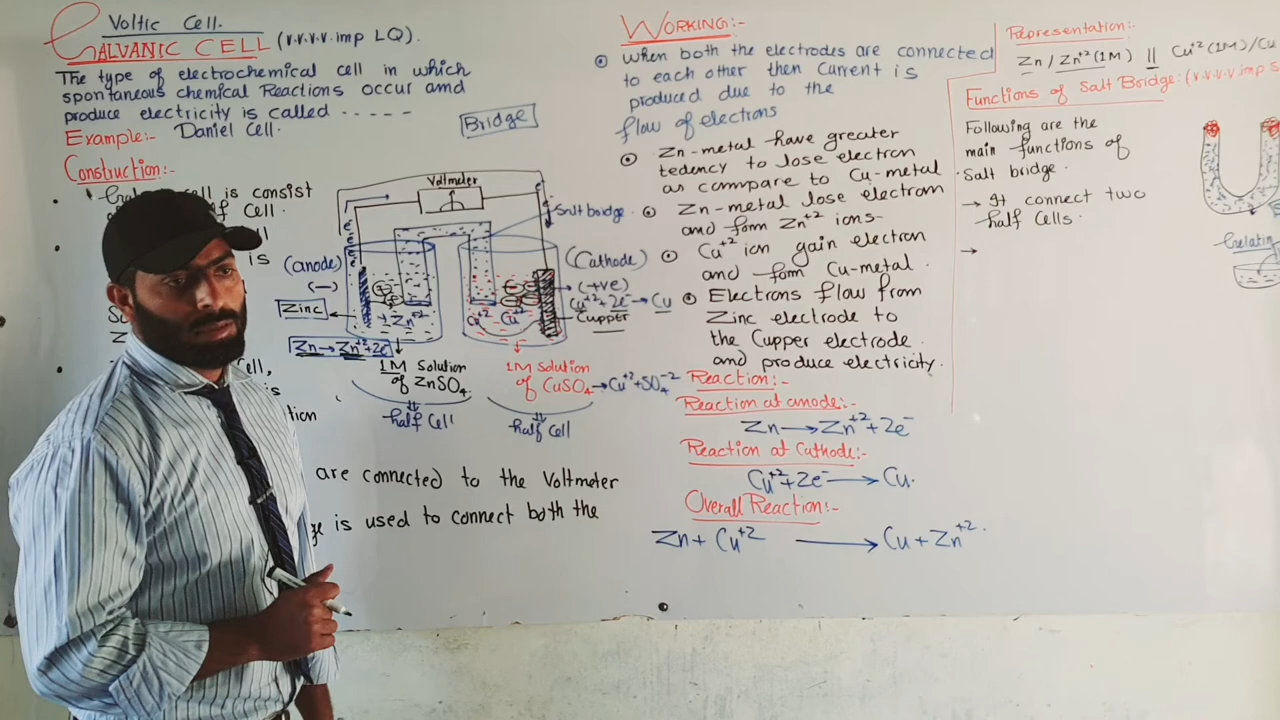 Voltic Cell.
GALVANIC CELL (v.v.v.v.imp LQ).
The type of electrochemical cell in which
spontaneous chemical Reactions occur and
produce electricity is called -----
Example:- Daniel Cell.
Bridge
Construction:-
cell is consist
Cell.
is
Voltmeter
Salt bridge
(anode)
(-)
Zinc
Zn → Zn+2+2e-
(Cathode)
(+ve)
Cu+2+2e- → Cu
Cupper
+Zn+2
Cu+2
Cu+2
1M Solution
of ZnSO4
half Cell
1M Solution
of CuSO4 → Cu+2+SO4-2
half Cell
ell,
is
tion
are connected to the Voltmeter
ge is used to connect both the
WORKING:-
When both the electrodes are connected
to each other then Current is
produced due to the
flow of electrons
Zn-metal have greater
tedency to lose electron
as compare to Cu-metal
Zn-metal lose electron
and form Zn+2 ions-
Cu+2 ion gain electron
and form Cu-metal.
Electrons flow from
Zinc electrode to
the Cupper electrode.
and produce electricity.
Reaction:-
Reaction at anode:-
Zn → Zn+2+2e-
Reaction at Cathode:-
Cu+2+2e- → Cu.
Overall Reaction:-
Zn+Cu+2 → Cu+Zn+2.
Representation:-
Zn/Zn+2(1M) || Cu+2(1M)/Cu
Functions of Salt Bridge:(v.v.v.v imp S
Following are the
main functions of
Salt bridge.
→ It connect two
half Cells.
→